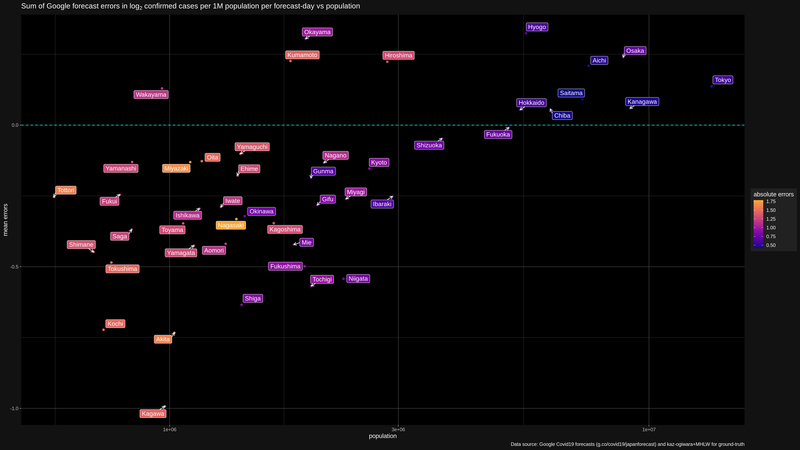 Sum of Google forecast errors in log2 confirmed cases per 1M population per forecast-day vs population
Hyogo
Okayama
Osaka
Kumamoto
Hiroshima
Aichi
Tokyo
Wakayama
Saitama
Hokkaido
Kanagawa
Chiba
0.0
Fukuoka
Shizuoka
Yamaguchi
Oita
Nagano
Kyoto
Yamanashi
Miyazaki
Ehime
Gunma
Tottori
Miyagi
absolute errors
1.75
1.50
1.25
1.00
0.75
0.50
Fukui
Iwate
Gifu
Ibaraki
Ishikawa
Okinawa
mean errors
Nagasaki
Toyama
Kagoshima
Saga
Shimane
Mie
Yamagata
Aomori
-0.5
Tokushima
Fukushima
Tochigi
Niigata
Shiga
Kochi
Akita
-1.0
Kagawa
1e+06
3e+06
1e+07
population
Data source: Google Covid19 forecasts (g.co/covid19/japanforecast) and kaz-ogiwara+MHLW for ground-truth